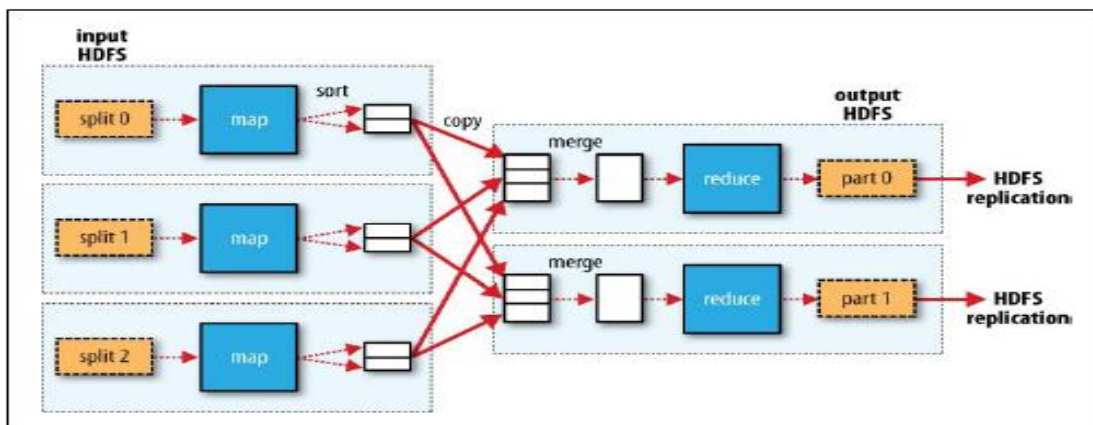 input
HDFS
split 0
map
sort
copy
split 1
map
split 2
map
merge
reduce
output
HDFS
part 0
HDFS
replication
merge
reduce
part 1
HDFS
replication